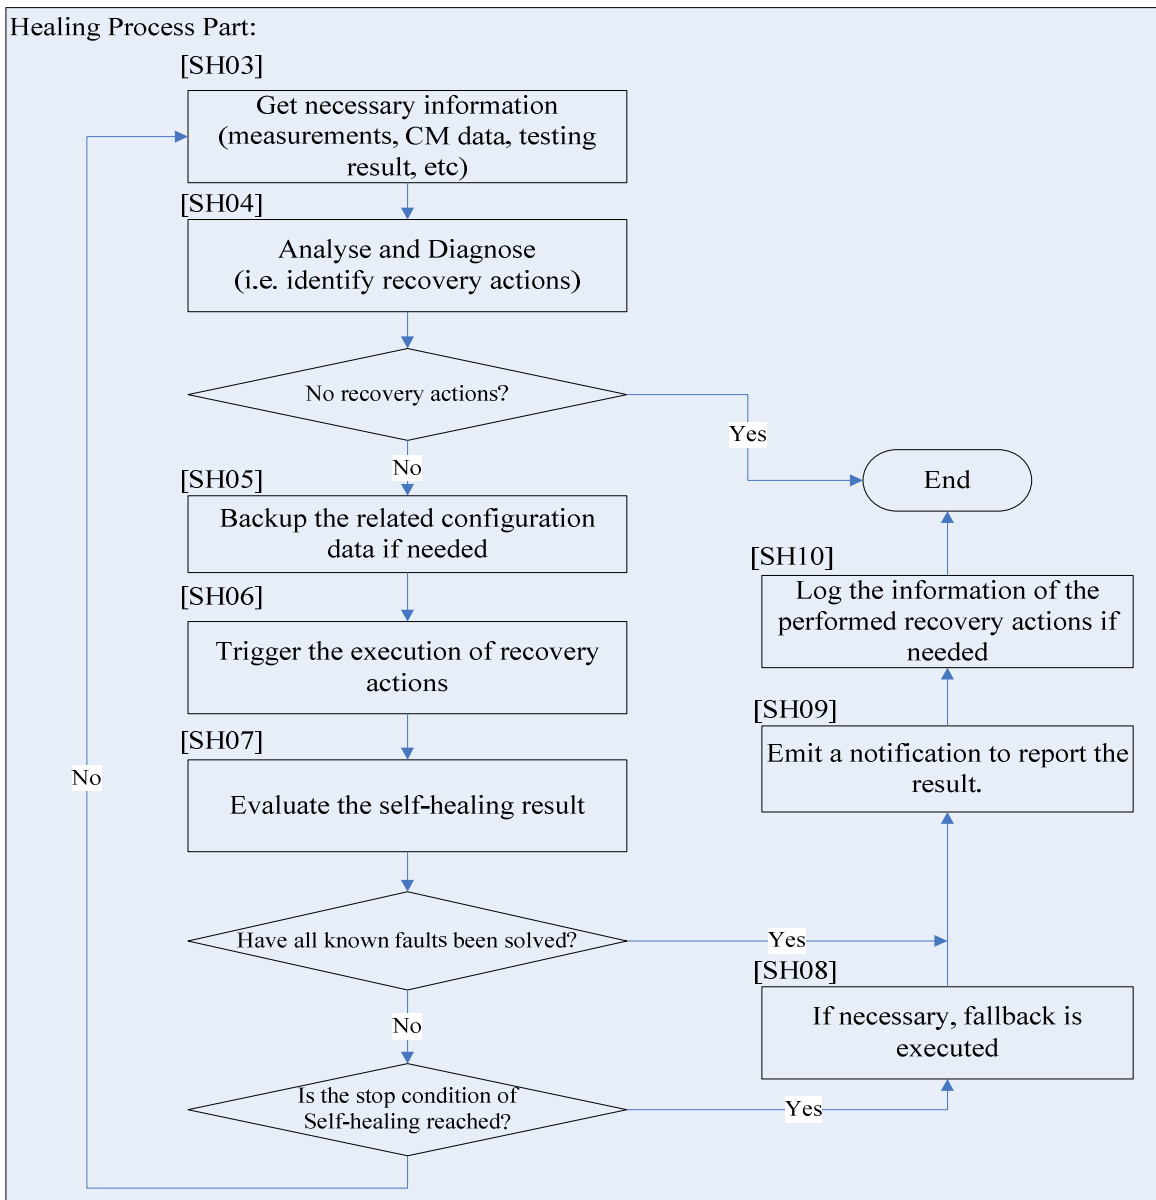 Healing Process Part:
[SH03]
Get necessary information
(measurements, CM data, testing
result, etc)
[SH04]
Analyse and Diagnose
(i.e. identify recovery actions)
No recovery actions?
Yes
No
End
[SH05]
Backup the related configuration
data if needed
[SH06]
Trigger the execution of recovery
actions
[SH07]
Evaluate the self-healing result
Have all known faults been solved?
Yes
No
Is the stop condition of
Self-healing reached?
Yes
No
[SH08]
If necessary, fallback is
executed
[SH09]
Emit a notification to report the
result.
[SH10]
Log the information of the
performed recovery actions if
needed